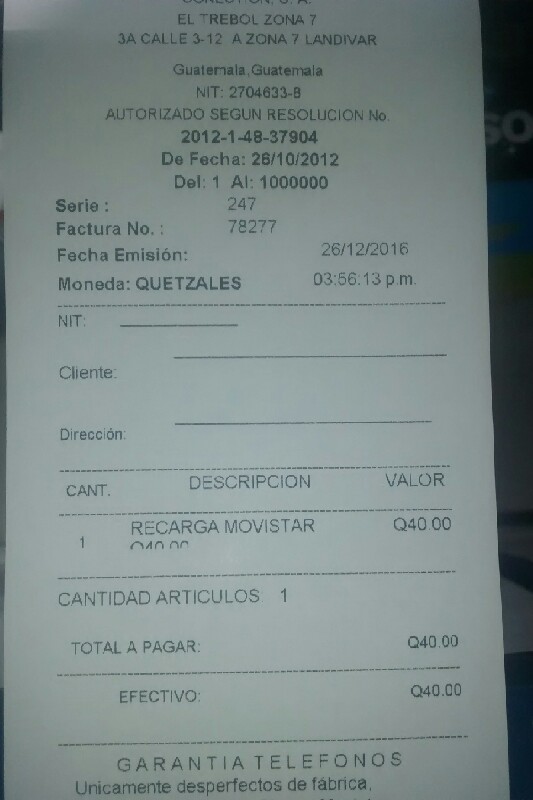 EL TREBOL ZONA 7
3A CALLE 3-12 A ZONA 7 LANDIVAR
Guatemala,Guatemala
NIT: 2704633-8
AUTORIZADO SEGUN RESOLUCION No.
2012-1-48-37904
De Fecha: 26/10/2012
Del: 1 Al: 1000000
Serie : 247
Factura No. : 78277
Fecha Emisión: 26/12/2016
Moneda: QUETZALES 03:56:13 p.m.
NIT:
Cliente:
Dirección:
CANT. DESCRIPCION VALOR
1 RECARGA MOVISTAR Q40.00
Q40.00
CANTIDAD ARTICULOS 1
TOTAL A PAGAR: Q40.00
EFECTIVO: Q40.00
GARANTIA TELEFONOS
Unicamente desperfectos de fábrica,